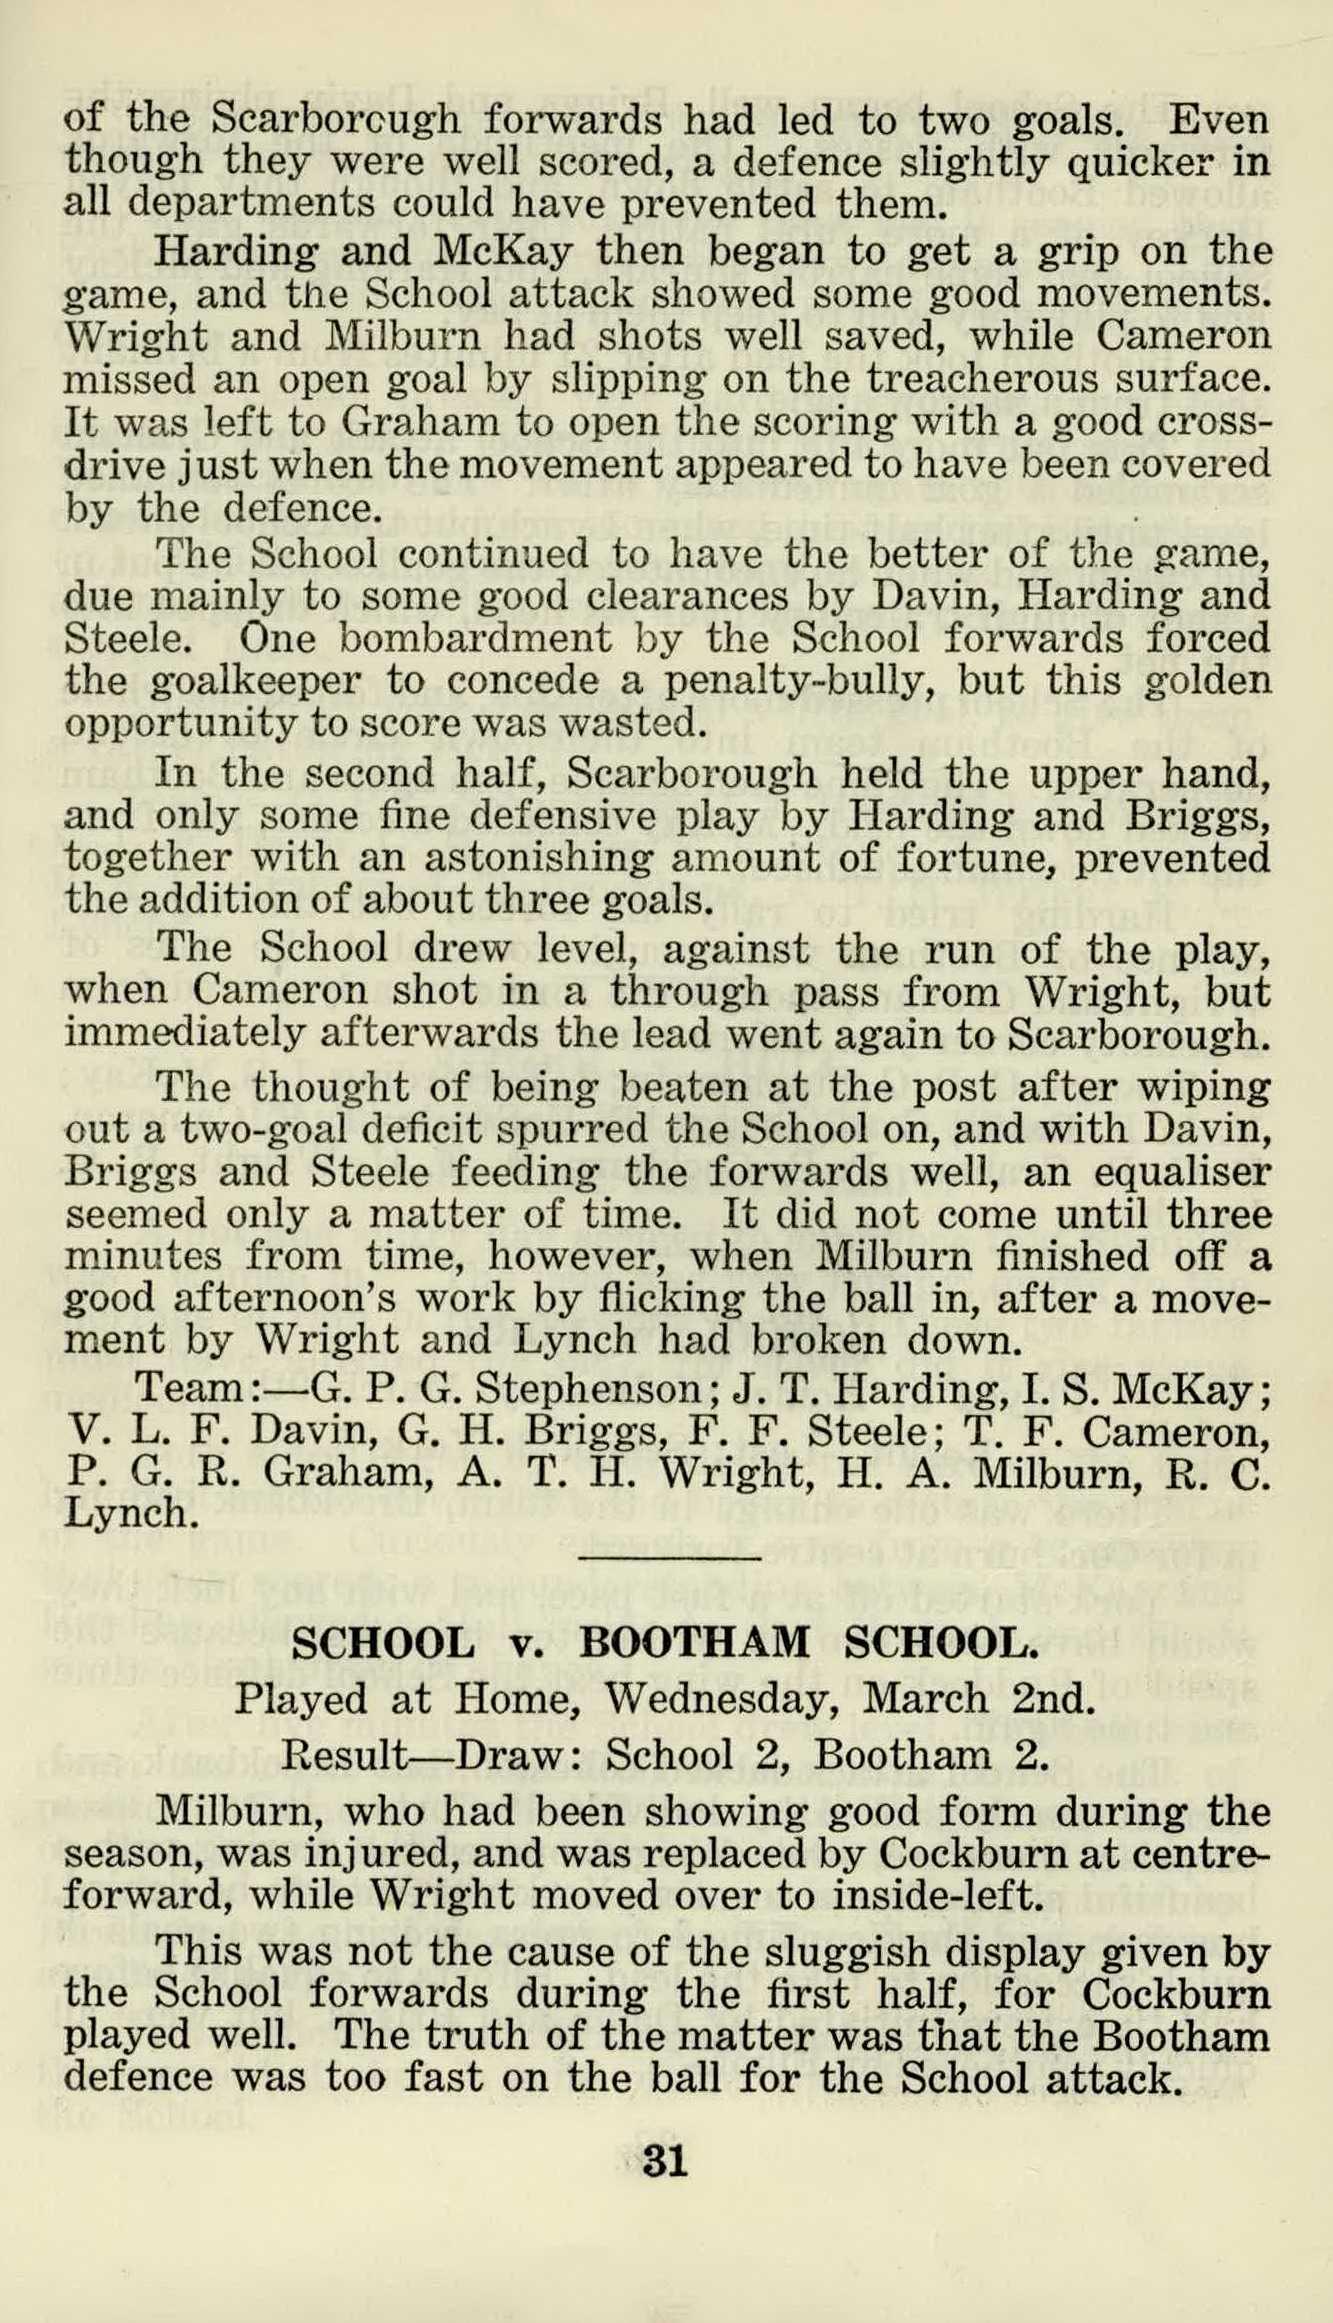 of the Scarborough forwards had led to two goals. Even
though they were well scored, a defence slightly quicker in
all departments could have prevented them.
Harding and McKay then began to get a grip on the
game, and the School attack showed some good movements.
Wright and Milburn had shots well saved, while Cameron
missed an open goal by slipping on the treacherous surface.
It was left to Graham to open the scoring with a good cross-
drive just when the movement appeared to have been covered
by the defence.
The School continued to have the better of the game,
due mainly to some good clearances by Davin, Harding and
Steele. One bombardment by the School forwards forced
the goalkeeper to concede a penalty-bully, but this golden
opportunity to score was wasted.
In the second half, Scarborough held the upper hand,
and only some fine defensive play by Harding and Briggs,
together with an astonishing amount of fortune, prevented
the addition of about three goals.
The School drew level, against the run of the play,
when Cameron shot in a through pass from Wright, but
immediately afterwards the lead went again to Scarborough.
The thought of being beaten at the post after wiping
out a two-goal deficit spurred the School on, and with Davin,
Briggs and Steele feeding the forwards well, an equaliser
seemed only a matter of time. It did not come until three
minutes from time, however, when Milburn finished off a
good afternoon's work by flicking the ball in, after a move-
ment by Wright and Lynch had broken down.
Team:—G. P. G. Stephenson; J. T. Harding, I. S. McKay;
V. L. F. Davin, G. H. Briggs, F. F. Steele; T. F. Cameron,
P. G. R. Graham, A. T. H. Wright, H. A. Milburn, R. C.
Lynch.
SCHOOL v. BOOTHAM SCHOOL.
Played at Home, Wednesday, March 2nd.
Result—Draw: School 2, Bootham 2.
Milburn, who had been showing good form during the
season, was injured, and was replaced by Cockburn at centre-
forward, while Wright moved over to inside-left.
This was not the cause of the sluggish display given by
the School forwards during the first half, for Cockburn
played well. The truth of the matter was that the Bootham
defence was too fast on the ball for the School attack.
31